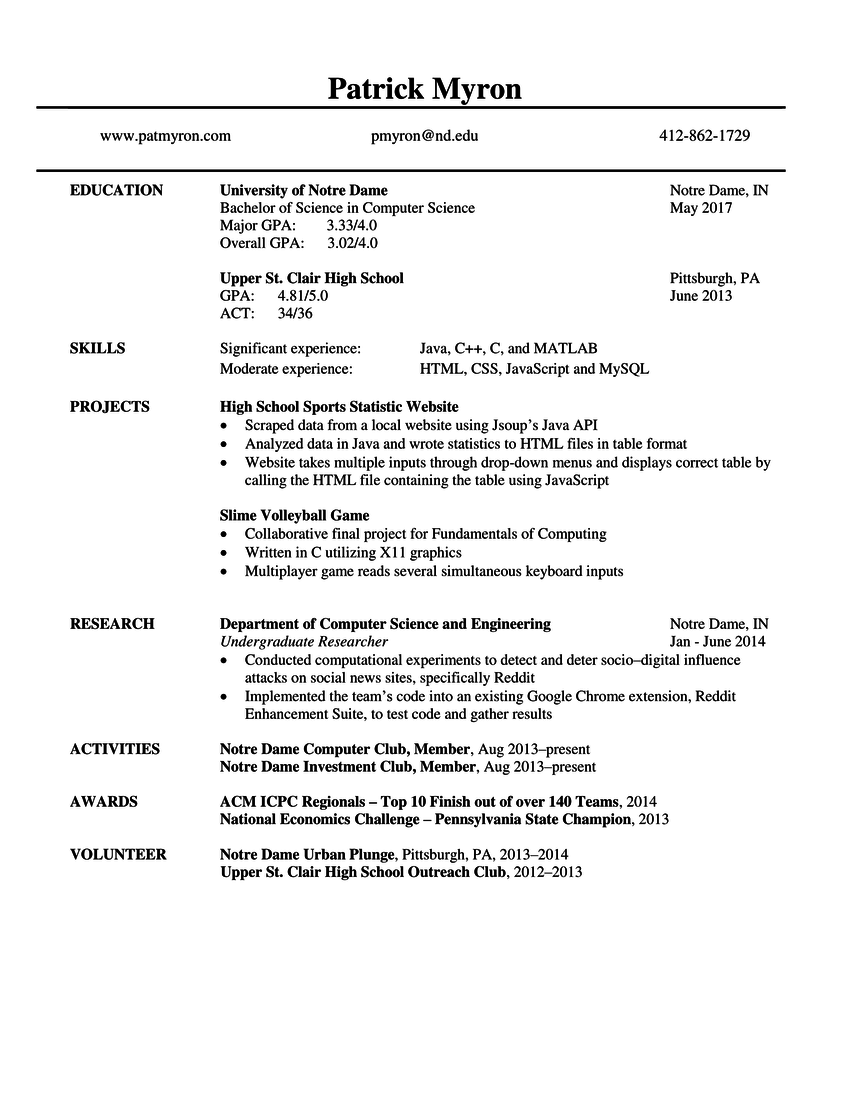 Patrick Myron
www.patmyron.com pmyron@nd.edu 412-862-1729
EDUCATION University of Notre Dame Notre Dame, IN
Bachelor of Science in Computer Science May 2017
Major GPA: 3.33/4.0
Overall GPA: 3.02/4.0
Upper St. Clair High School Pittsburgh, PA
GPA: 4.81/5.0 June 2013
ACT: 34/36
SKILLS Significant experience: Java, C++, C, and MATLAB
Moderate experience: HTML, CSS, JavaScript and MySQL
PROJECTS High School Sports Statistic Website
• Scraped data from a local website using Jsoup’s Java API
• Analyzed data in Java and wrote statistics to HTML files in table format
• Website takes multiple inputs through drop-down menus and displays correct table by
calling the HTML file containing the table using JavaScript
Slime Volleyball Game
• Collaborative final project for Fundamentals of Computing
• Written in C utilizing X11 graphics
• Multiplayer game reads several simultaneous keyboard inputs
RESEARCH Department of Computer Science and Engineering Notre Dame, IN
Undergraduate Researcher Jan - June 2014
• Conducted computational experiments to detect and deter socio–digital influence
attacks on social news sites, specifically Reddit
• Implemented the team’s code into an existing Google Chrome extension, Reddit
Enhancement Suite, to test code and gather results
ACTIVITIES Notre Dame Computer Club, Member, Aug 2013–present
Notre Dame Investment Club, Member, Aug 2013–present
AWARDS ACM ICPC Regionals – Top 10 Finish out of over 140 Teams, 2014
National Economics Challenge – Pennsylvania State Champion, 2013
VOLUNTEER Notre Dame Urban Plunge, Pittsburgh, PA, 2013–2014
Upper St. Clair High School Outreach Club, 2012–2013